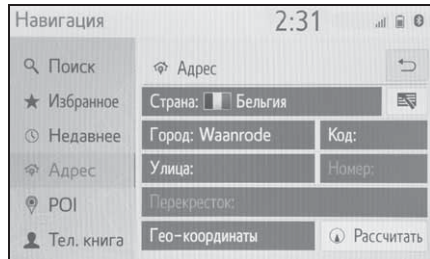 Навигация 2:31
Поиск
Адрес
Избранное
Страна: Бельгия
Недавнее
Город: Waanrode Код:
Адрес
Улица: Номер:
POI
Перекресток:
Тел. книга
Гео-координаты Рассчитать